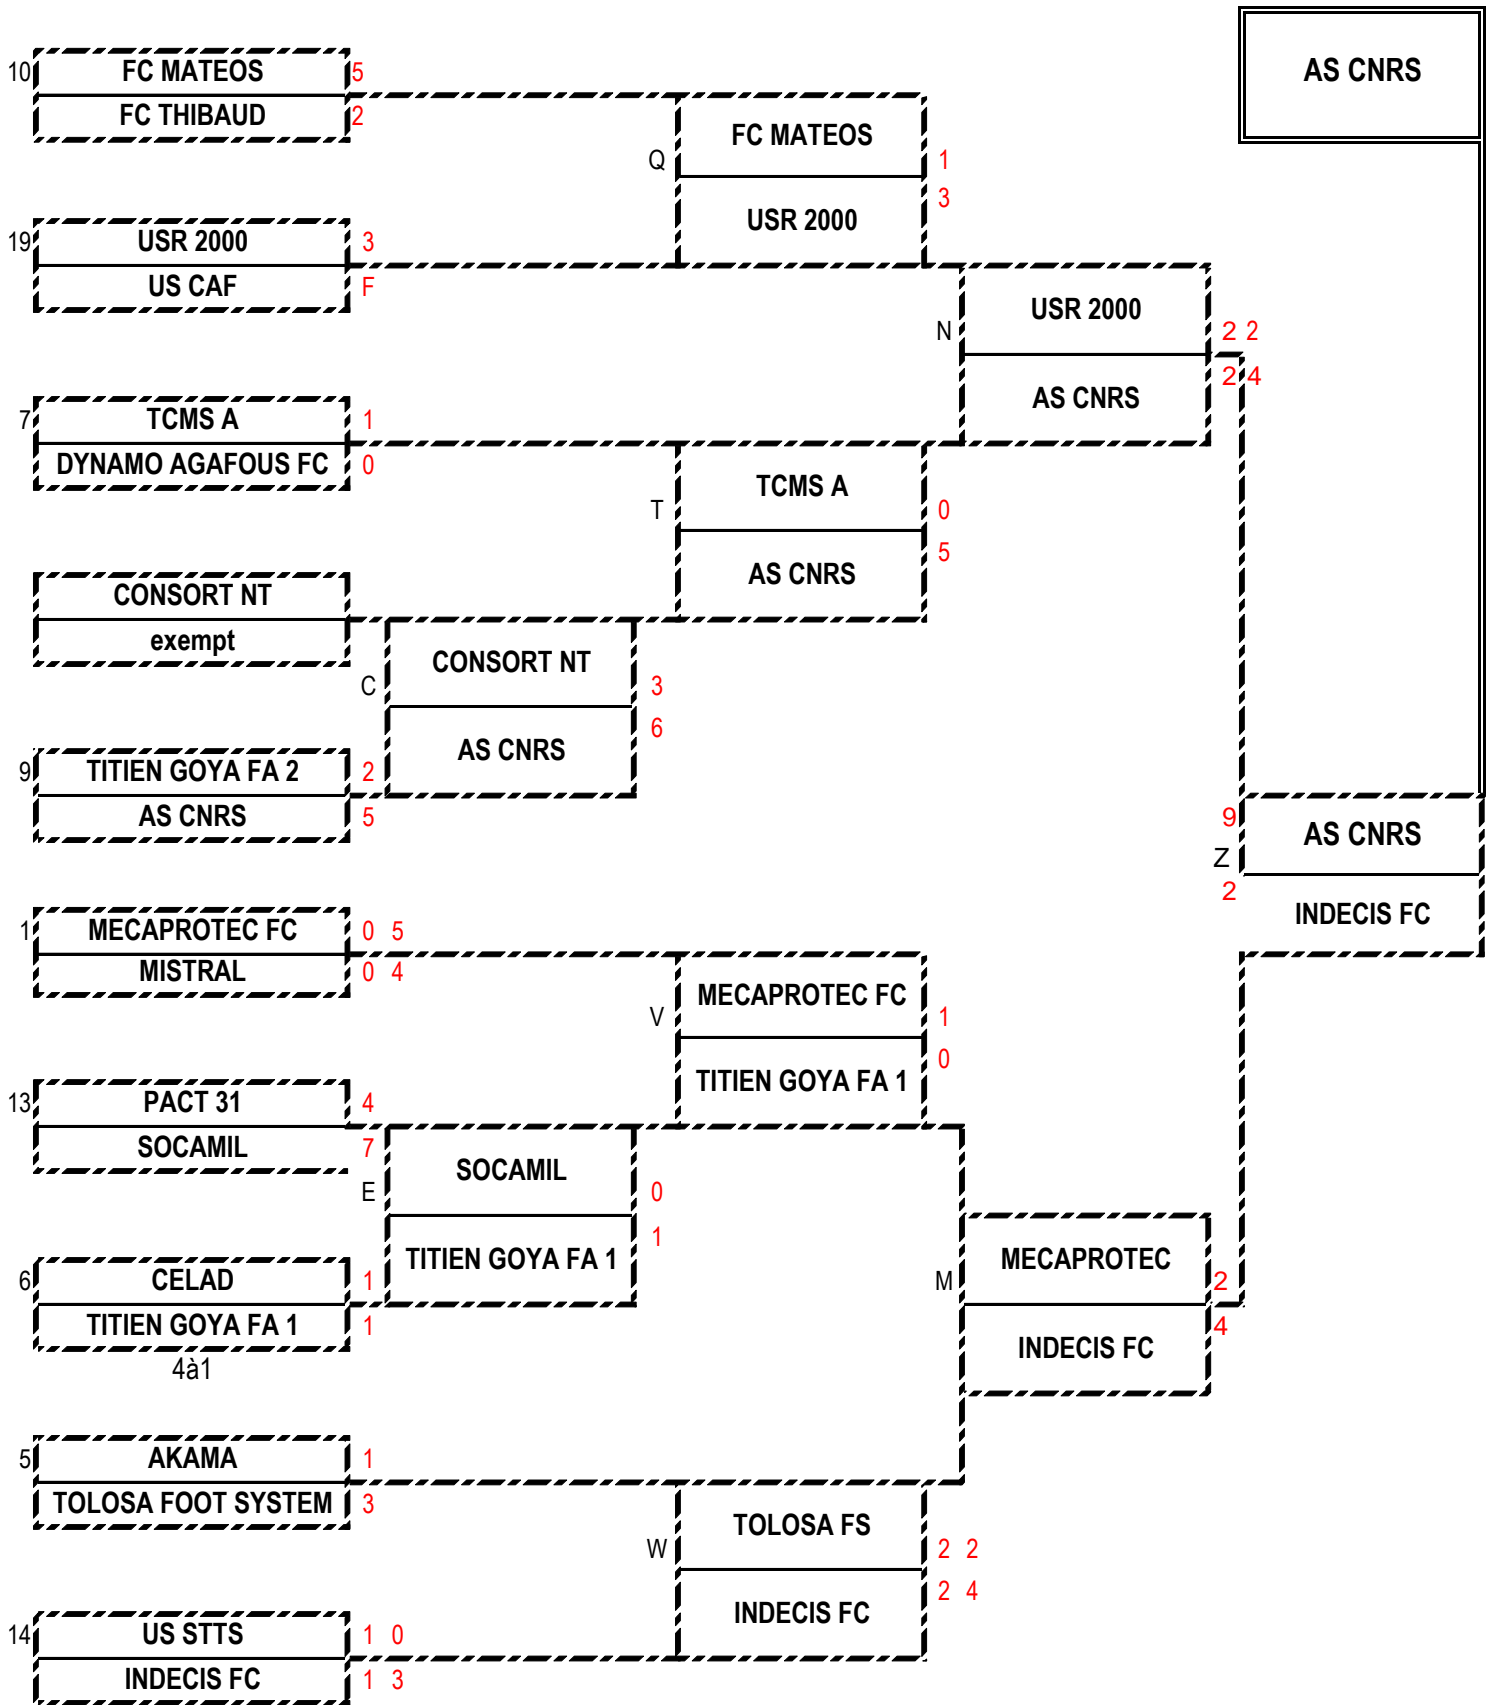 AS CNRS
10 FC MATEOS 5
FC THIBAUD 2
Q FC MATEOS 1
USR 2000 3
19 USR 2000 3
US CAF F
N USR 2000 2 2
AS CNRS 2 4
7 TCMS A 1
DYNAMO AGAFOUS FC 0
T TCMS A 0
AS CNRS 5
CONSORT NT
exempt
C CONSORT NT 3
AS CNRS 6
9 TITIEN GOYA FA 2 2
AS CNRS 5
9 AS CNRS
Z
2 INDECIS FC
1 MECAPROTEC FC 0 5
MISTRAL 0 4
V MECAPROTEC FC 1
TITIEN GOYA FA 1 0
13 PACT 31 4
SOCAMIL 7
E SOCAMIL 0
TITIEN GOYA FA 1 1
6 CELAD 1
TITIEN GOYA FA 1 1
4à1
M MECAPROTEC 2
INDECIS FC 4
5 AKAMA 1
TOLOSA FOOT SYSTEM 3
W TOLOSA FS 2 2
INDECIS FC 2 4
14 US STTS 1 0
INDECIS FC 1 3